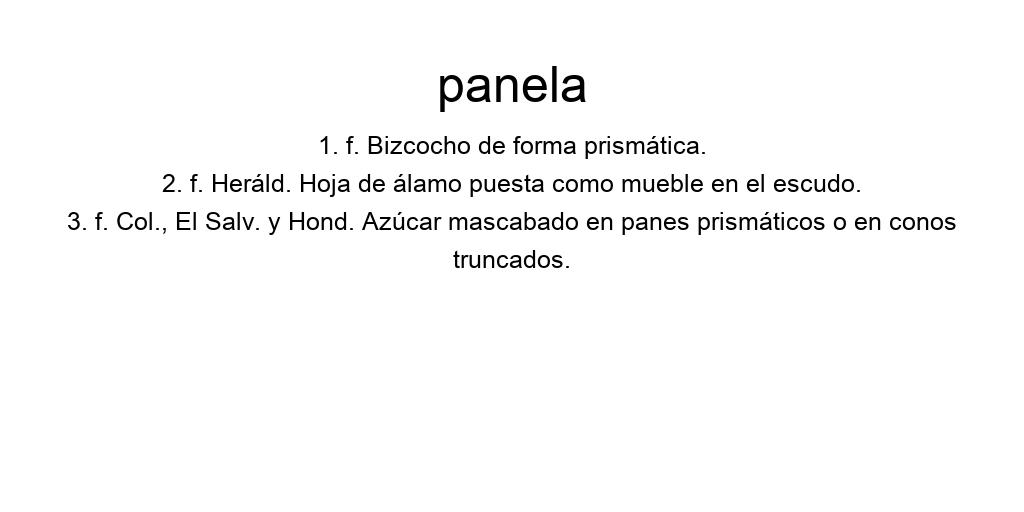 panela
1. f. Bizcocho de forma prismática.
2. f. Heráld. Hoja de álamo puesta como mueble en el escudo.
3. f. Col., El Salv. y Hond. Azúcar mascabado en panes prismáticos o en conos
truncados.